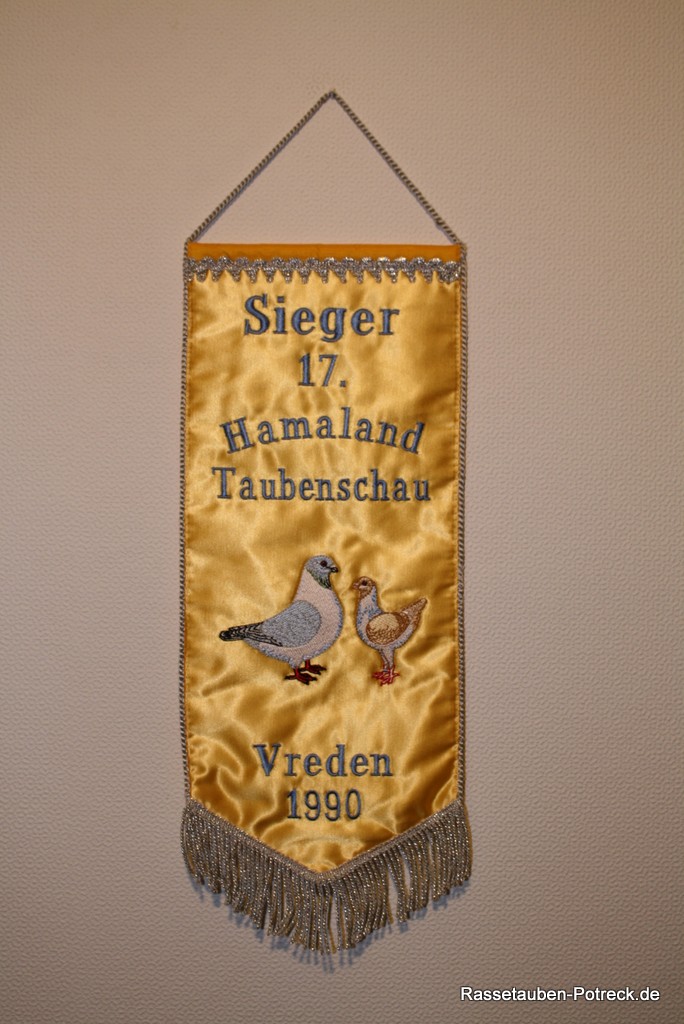 Sieger
17.
Hamaland
Taubenschau
Vreden
1990
Rassetauben-Potreck.de